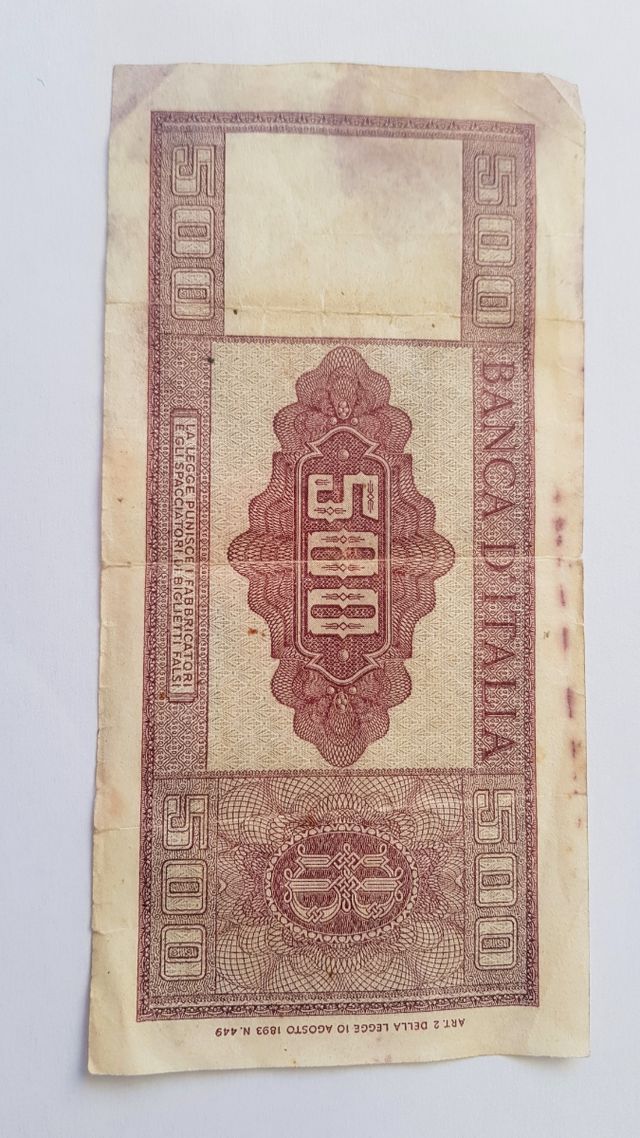 500
500
BANCA D'ITALIA
500
LA LEGGE PUNISCE I FABBRICATORI
E GLI SPACCIATORI DI BIGLIETTI FALSI
500
500
ART. 2 DELLA LEGGE 10 AGOSTO 1893 N. 449